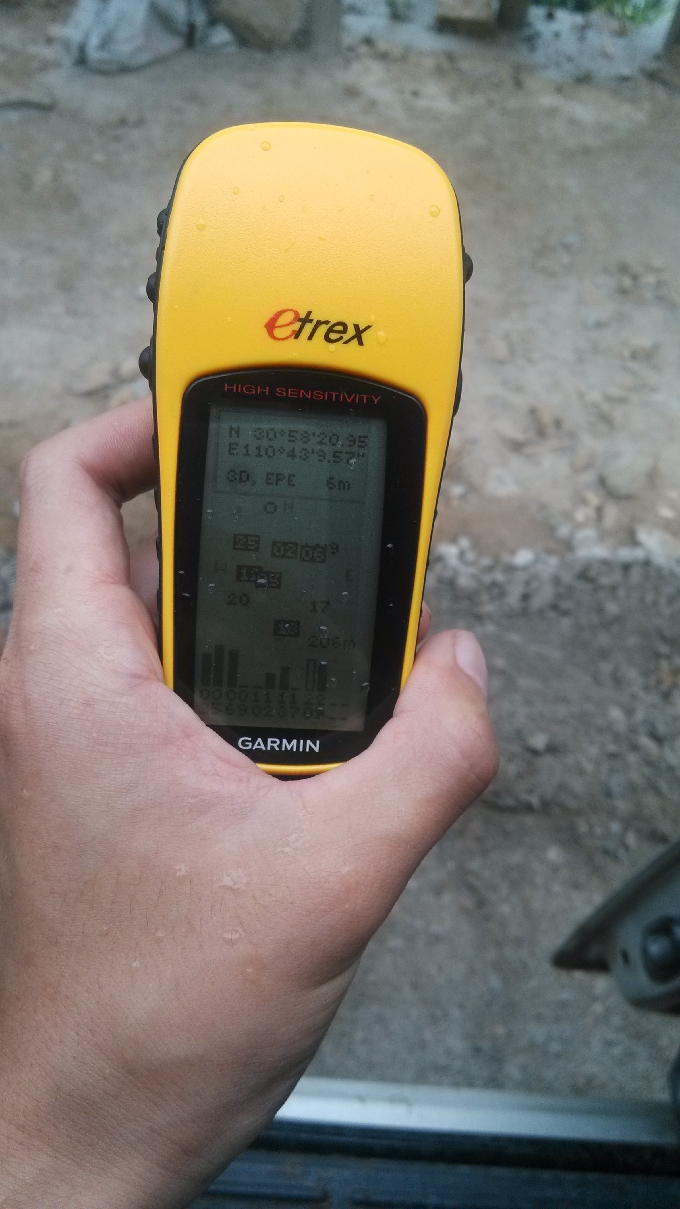 etrex
HIGH SENSITIVITY
N 30°58'20.95
E110°43'9.57"
3D, EPE 6m
N
25 02 06 9
W E
20 17
206m
GARMIN